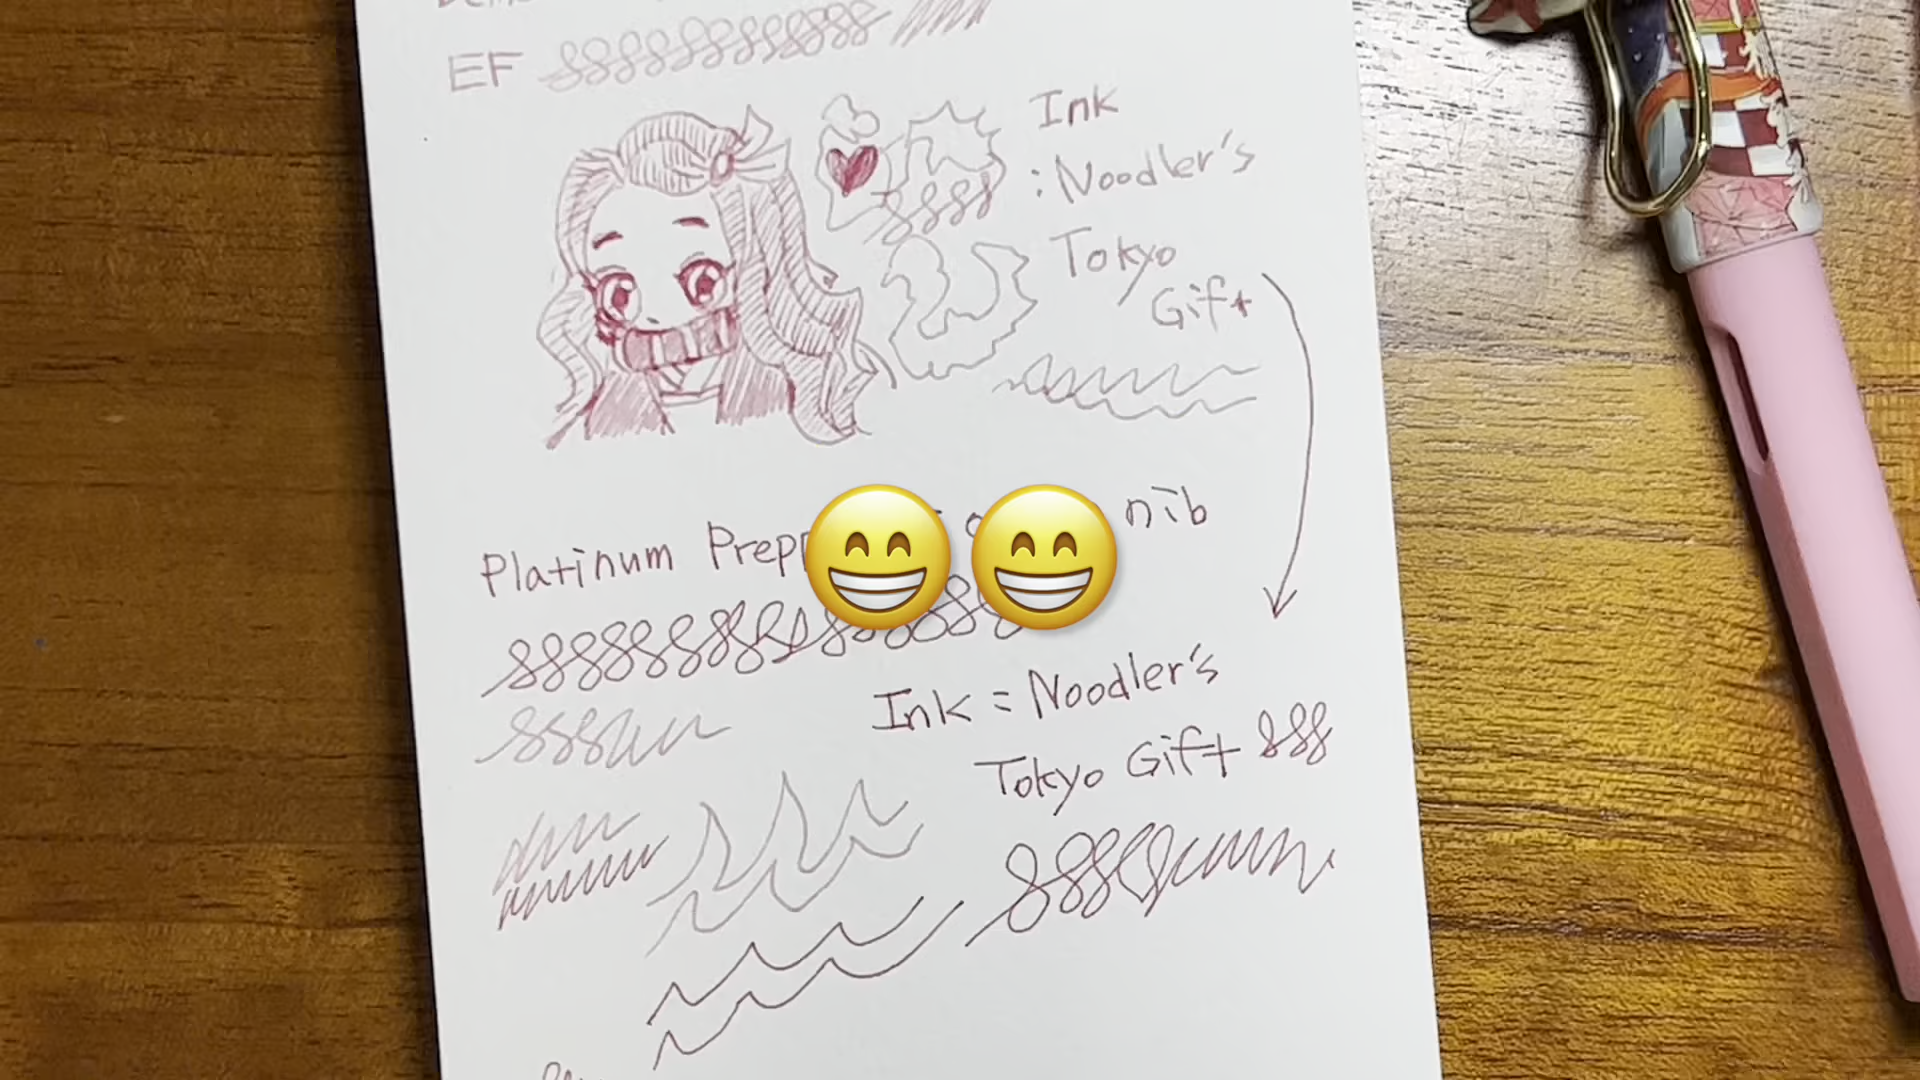 EF
Ink
: Noodler's
Tokyo
Gift
Platinum nib
Ink = Noodler's
Tokyo Gift